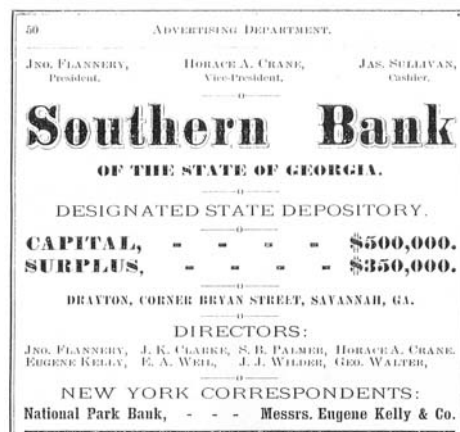 50 ADVERTISING DEPARTMENT.
JNO. FLANNERY, HORACE A. CRANE, JAS. SULLIVAN,
President. Vice-President. Cashier.
Southern Bank
OF THE STATE OF GEORGIA.
DESIGNATED STATE DEPOSITORY.
CAPITAL, - - - - $500,000.
SURPLUS, - - - - $350,000.
DRAYTON, CORNER BRYAN STREET, SAVANNAH, GA.
DIRECTORS:
JNO. FLANNERY, J. K. CLARKE, S. B. PALMER, HORACE A. CRANE.
EUGENE KELLY, E. A. WEIL, J. J. WILDER, GEO. WALTER,
NEW YORK CORRESPONDENTS:
National Park Bank, - - - Messrs. Eugene Kelly & Co.